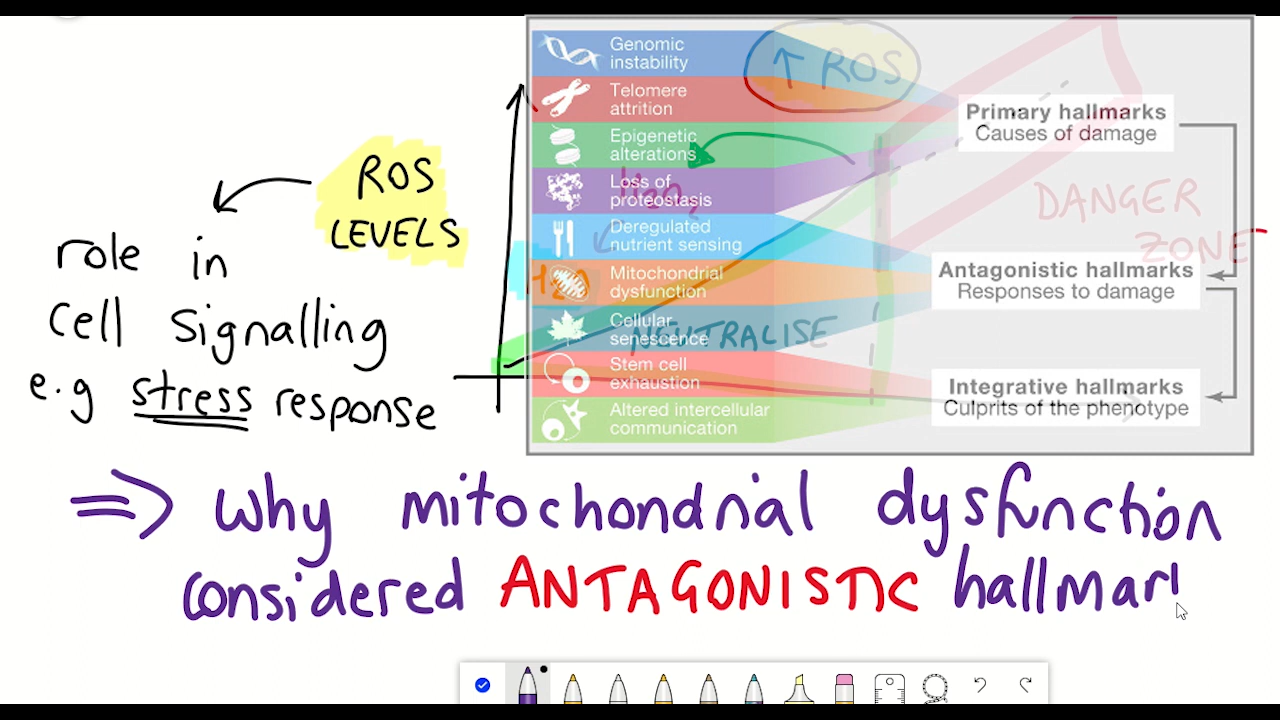 ROS
LEVELS
role in
cell signalling
e.g stress response
↑ ROS
DANGER
ZONE
NEUTRALISE
Genomic
instability
Telomere
attrition
Epigenetic
alterations
Loss of
proteostasis
Deregulated
nutrient sensing
Mitochondrial
dysfunction
Cellular
senescence
Stem cell
exhaustion
Altered intercellular
communication
Primary hallmarks
Causes of damage
Antagonistic hallmarks
Responses to damage
Integrative hallmarks
Culprits of the phenotype
=> why mitochondrial dysfunction
considered ANTAGONISTIC hallmar